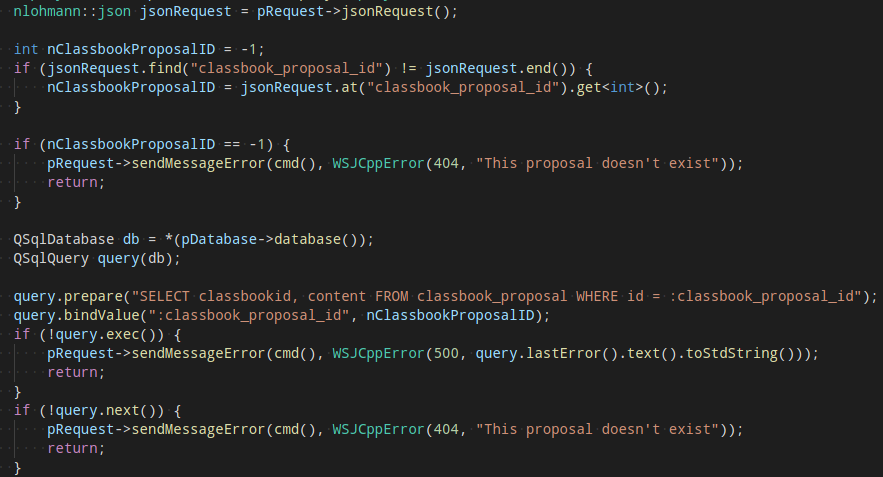 nlohmann::json jsonRequest = pRequest->jsonRequest();
int nClassbookProposalID = -1;
if (jsonRequest.find("classbook_proposal_id") != jsonRequest.end()) {
nClassbookProposalID = jsonRequest.at("classbook_proposal_id").get<int>();
}
if (nClassbookProposalID == -1) {
pRequest->sendMessageError(cmd(), WSJCppError(404, "This proposal doesn't exist"));
return;
}
QSqlDatabase db = *(pDatabase->database());
QSqlQuery query(db);
query.prepare("SELECT classbookid, content FROM classbook_proposal WHERE id = :classbook_proposal_id");
query.bindValue(":classbook_proposal_id", nClassbookProposalID);
if (!query.exec()) {
pRequest->sendMessageError(cmd(), WSJCppError(500, query.lastError().text().toStdString()));
return;
}
if (!query.next()) {
pRequest->sendMessageError(cmd(), WSJCppError(404, "This proposal doesn't exist"));
return;
}